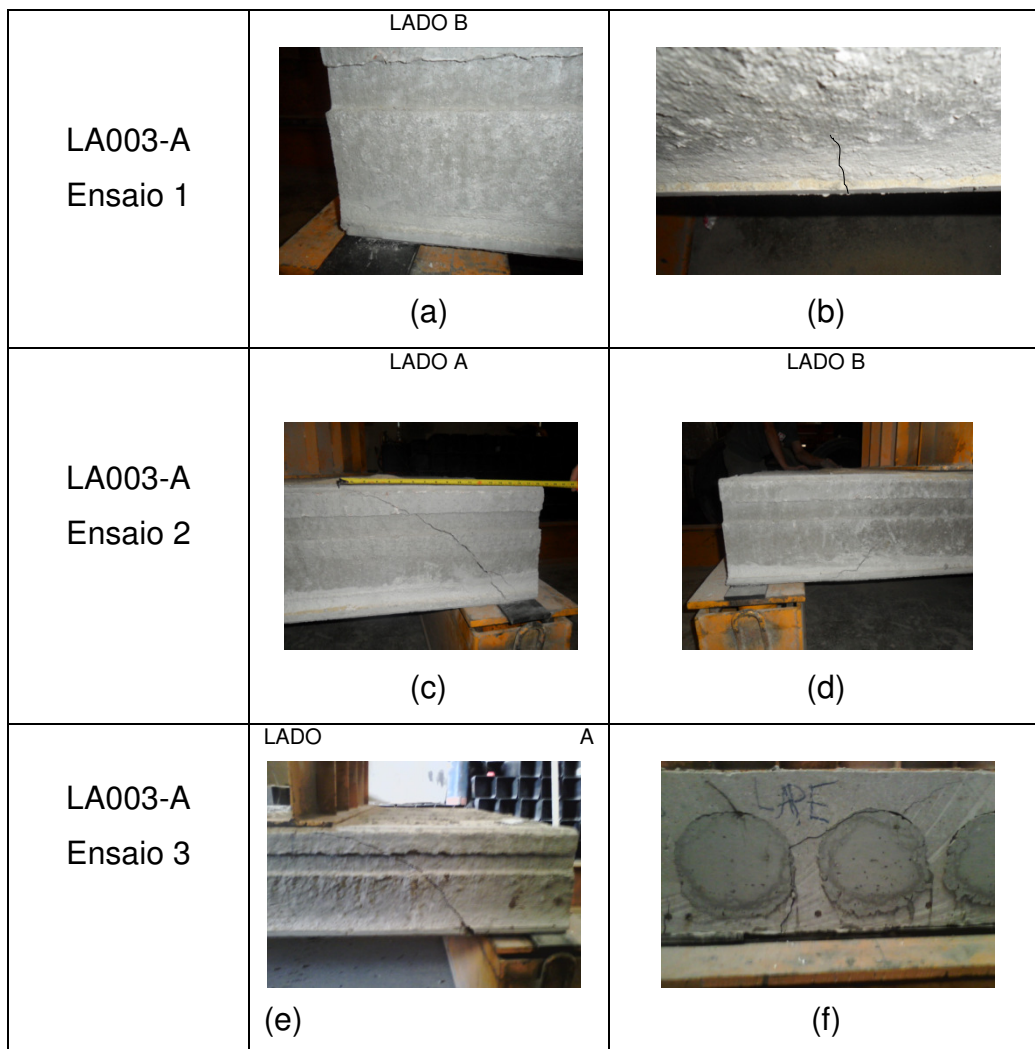 LADO B
LA003-A
Ensaio 1
(a)
(b)
LADO A
LADO B
LA003-A
Ensaio 2
(c)
(d)
LADO A
LA003-A
Ensaio 3
LAPE
(e)
(f)